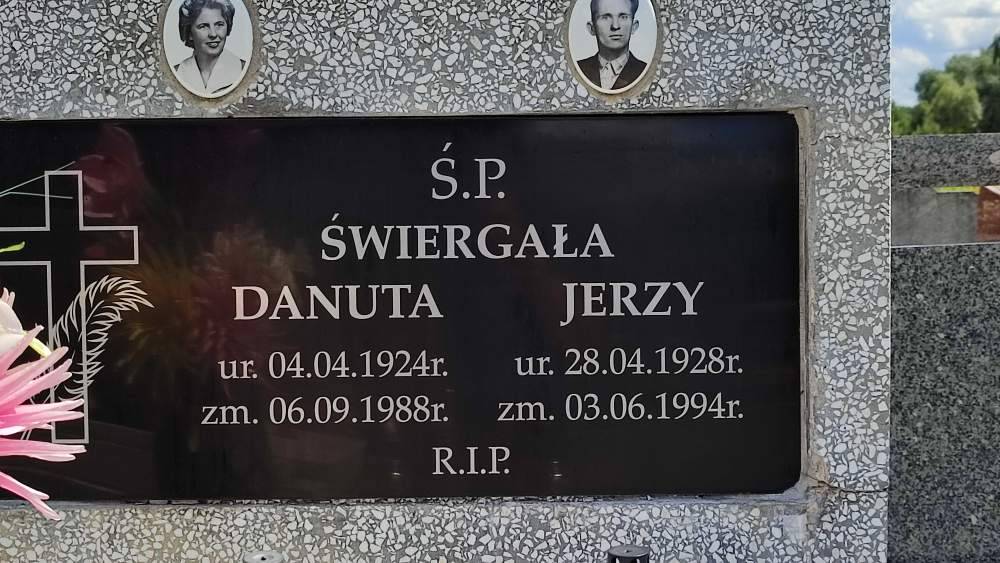 Ś.P.
ŚWIERGAŁA
DANUTA JERZY
ur. 04.04.1924r. ur. 28.04.1928r.
zm. 06.09.1988r. zm. 03.06.1994r.
R.I.P.